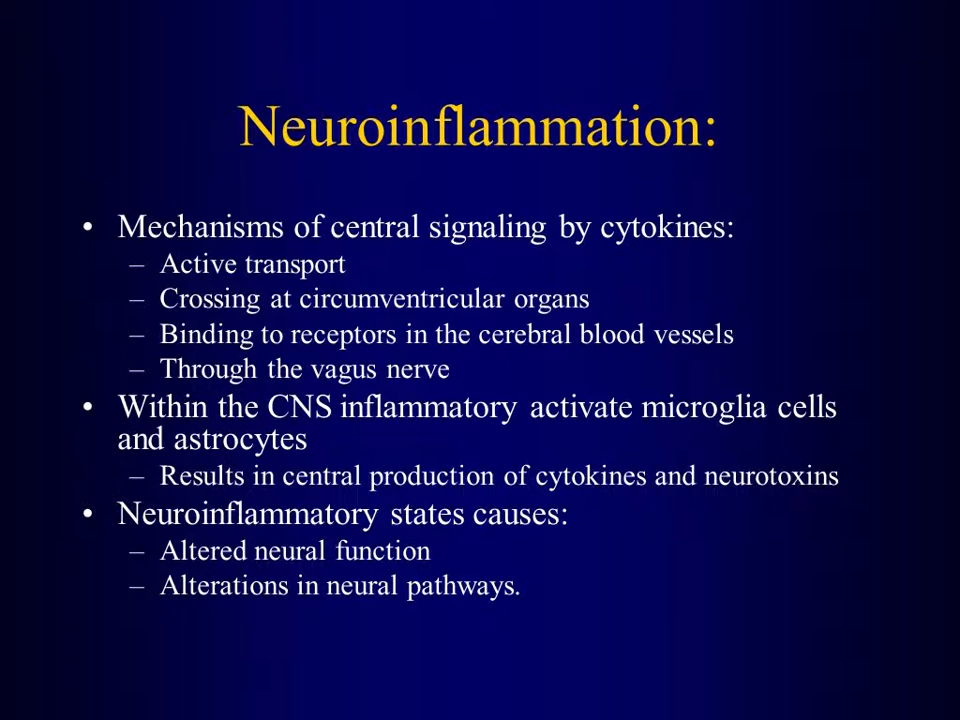 Neuroinflammation:
• Mechanisms of central signaling by cytokines:
– Active transport
– Crossing at circumventricular organs
– Binding to receptors in the cerebral blood vessels
– Through the vagus nerve
• Within the CNS inflammatory activate microglia cells
and astrocytes
– Results in central production of cytokines and neurotoxins
• Neuroinflammatory states causes:
– Altered neural function
– Alterations in neural pathways.